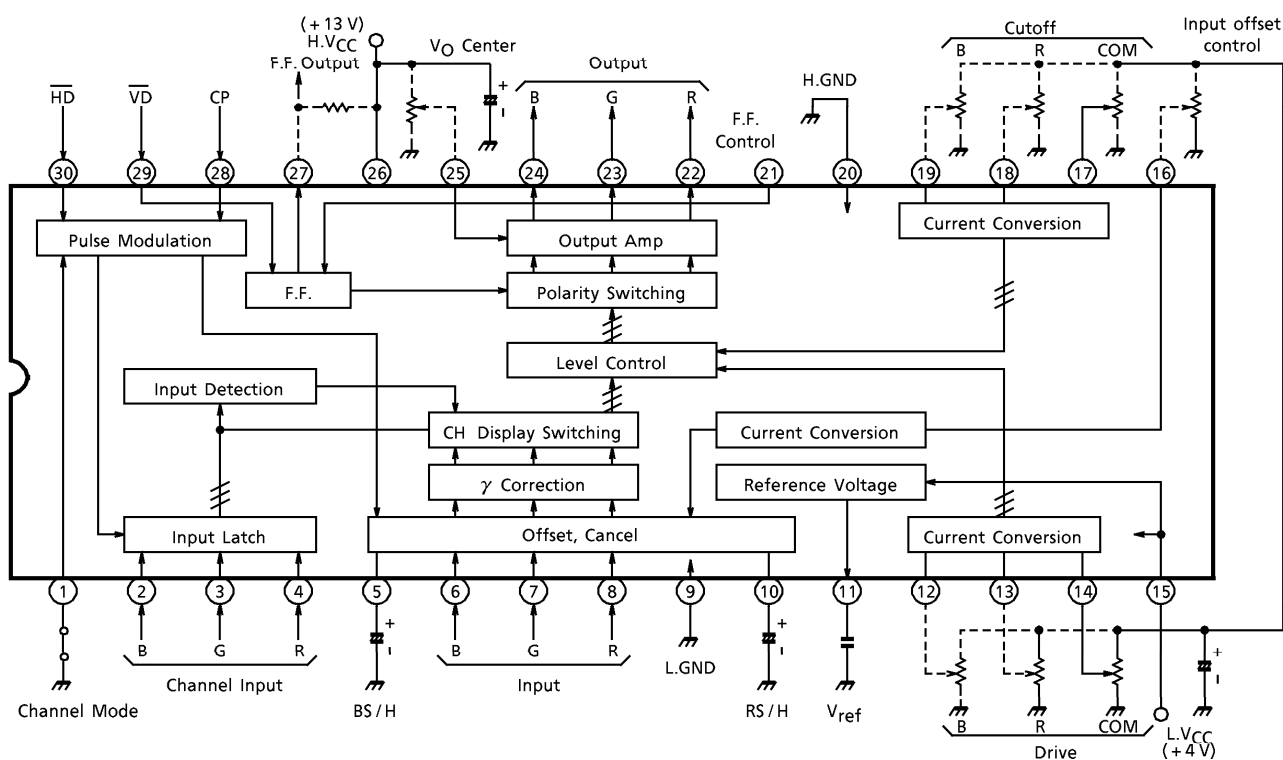 (+13 V)
H.VCC
VO Center
F.F. Output
Output
B G R
H.GND
Cutoff
B R COM
Input offset
control
HD VD CP
F.F.
Control
30 29 28 27 26 25 24 23 22 21 20 19 18 17 16
Pulse Modulation
Output Amp
Current Conversion
F.F.
Polarity Switching
Level Control
Input Detection
CH Display Switching
Current Conversion
γ Correction
Reference Voltage
Input Latch
Offset, Cancel
Current Conversion
1 2 3 4 5 6 7 8 9 10 11 12 13 14 15
+ −
B G R
Channel Input
B G R
Input
L.GND
Channel Mode
BS/H
RS/H
Vref
B R COM
Drive
L.VCC
(+4 V)